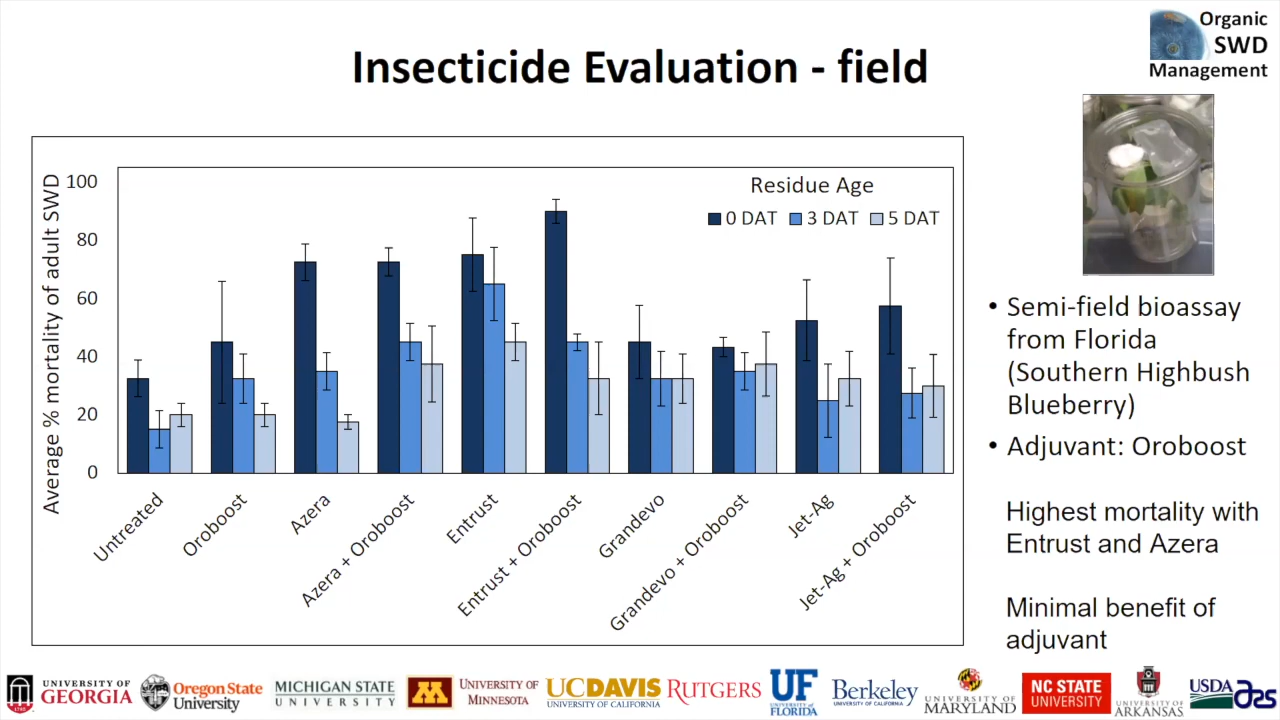 Organic
SWD
Management
Insecticide Evaluation - field
Average % mortality of adult SWD
100
80
60
40
20
0
Residue Age
0 DAT
3 DAT
5 DAT
Untreated
Oroboost
Azera
Azera + Oroboost
Entrust
Entrust + Oroboost
Grandevo
Grandevo + Oroboost
Jet-Ag
Jet-Ag + Oroboost
• Semi-field bioassay
from Florida
(Southern Highbush
Blueberry)
• Adjuvant: Oroboost
Highest mortality with
Entrust and Azera
Minimal benefit of
adjuvant
UNIVERSITY OF
GEORGIA
Oregon State
University
MICHIGAN STATE
UNIVERSITY
M
UNIVERSITY OF
MINNESOTA
UCDAVIS
UNIVERSITY OF CALIFORNIA
RUTGERS
UF
UNIVERSITY of
FLORIDA
Berkeley
UNIVERSITY OF CALIFORNIA
UNIVERSITY OF
MARYLAND
NC STATE
UNIVERSITY
UNIVERSITY OF
ARKANSAS
USDA
ars